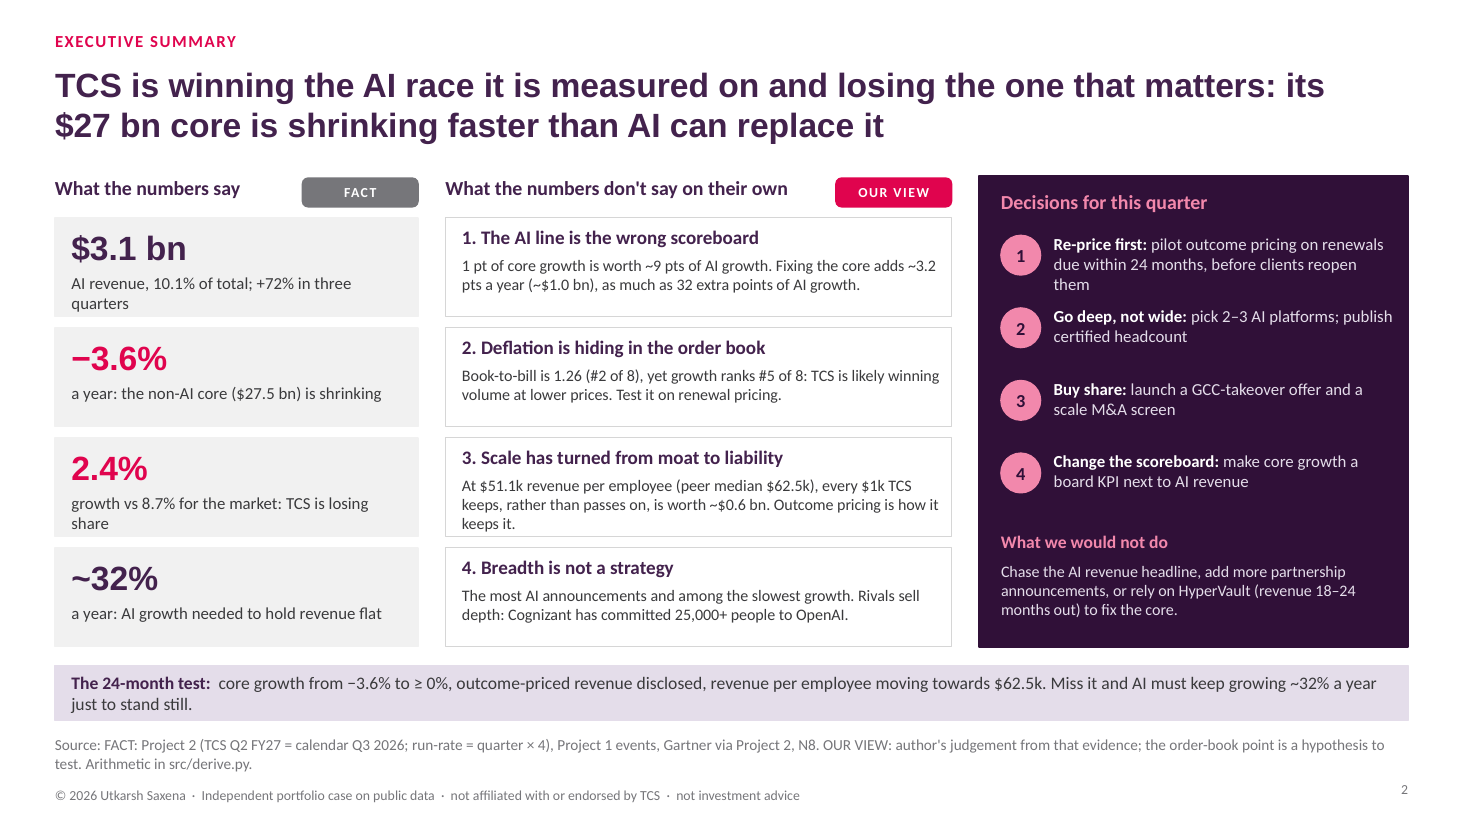 EXECUTIVE SUMMARY
TCS is winning the AI race it is measured on and losing the one that matters: its
$27 bn core is shrinking faster than AI can replace it
What the numbers say
FACT
$3.1 bn
AI revenue, 10.1% of total; +72% in three
quarters
−3.6%
a year: the non-AI core ($27.5 bn) is shrinking
2.4%
growth vs 8.7% for the market: TCS is losing
share
~32%
a year: AI growth needed to hold revenue flat
What the numbers don't say on their own
OUR VIEW
1. The AI line is the wrong scoreboard
1 pt of core growth is worth ~9 pts of AI growth. Fixing the core adds ~3.2
pts a year (~$1.0 bn), as much as 32 extra points of AI growth.
2. Deflation is hiding in the order book
Book-to-bill is 1.26 (#2 of 8), yet growth ranks #5 of 8: TCS is likely winning
volume at lower prices. Test it on renewal pricing.
3. Scale has turned from moat to liability
At $51.1k revenue per employee (peer median $62.5k), every $1k TCS
keeps, rather than passes on, is worth ~$0.6 bn. Outcome pricing is how it
keeps it.
4. Breadth is not a strategy
The most AI announcements and among the slowest growth. Rivals sell
depth: Cognizant has committed 25,000+ people to OpenAI.
Decisions for this quarter
1
Re-price first: pilot outcome pricing on renewals
due within 24 months, before clients reopen
them
2
Go deep, not wide: pick 2–3 AI platforms; publish
certified headcount
3
Buy share: launch a GCC-takeover offer and a
scale M&A screen
4
Change the scoreboard: make core growth a
board KPI next to AI revenue
What we would not do
Chase the AI revenue headline, add more partnership
announcements, or rely on HyperVault (revenue 18–24
months out) to fix the core.
The 24-month test: core growth from −3.6% to ≥ 0%, outcome-priced revenue disclosed, revenue per employee moving towards $62.5k. Miss it and AI must keep growing ~32% a year
just to stand still.
Source: FACT: Project 2 (TCS Q2 FY27 = calendar Q3 2026; run-rate = quarter × 4), Project 1 events, Gartner via Project 2, N8. OUR VIEW: author's judgement from that evidence; the order-book point is a hypothesis to
test. Arithmetic in src/derive.py.
© 2026 Utkarsh Saxena · Independent portfolio case on public data · not affiliated with or endorsed by TCS · not investment advice
2